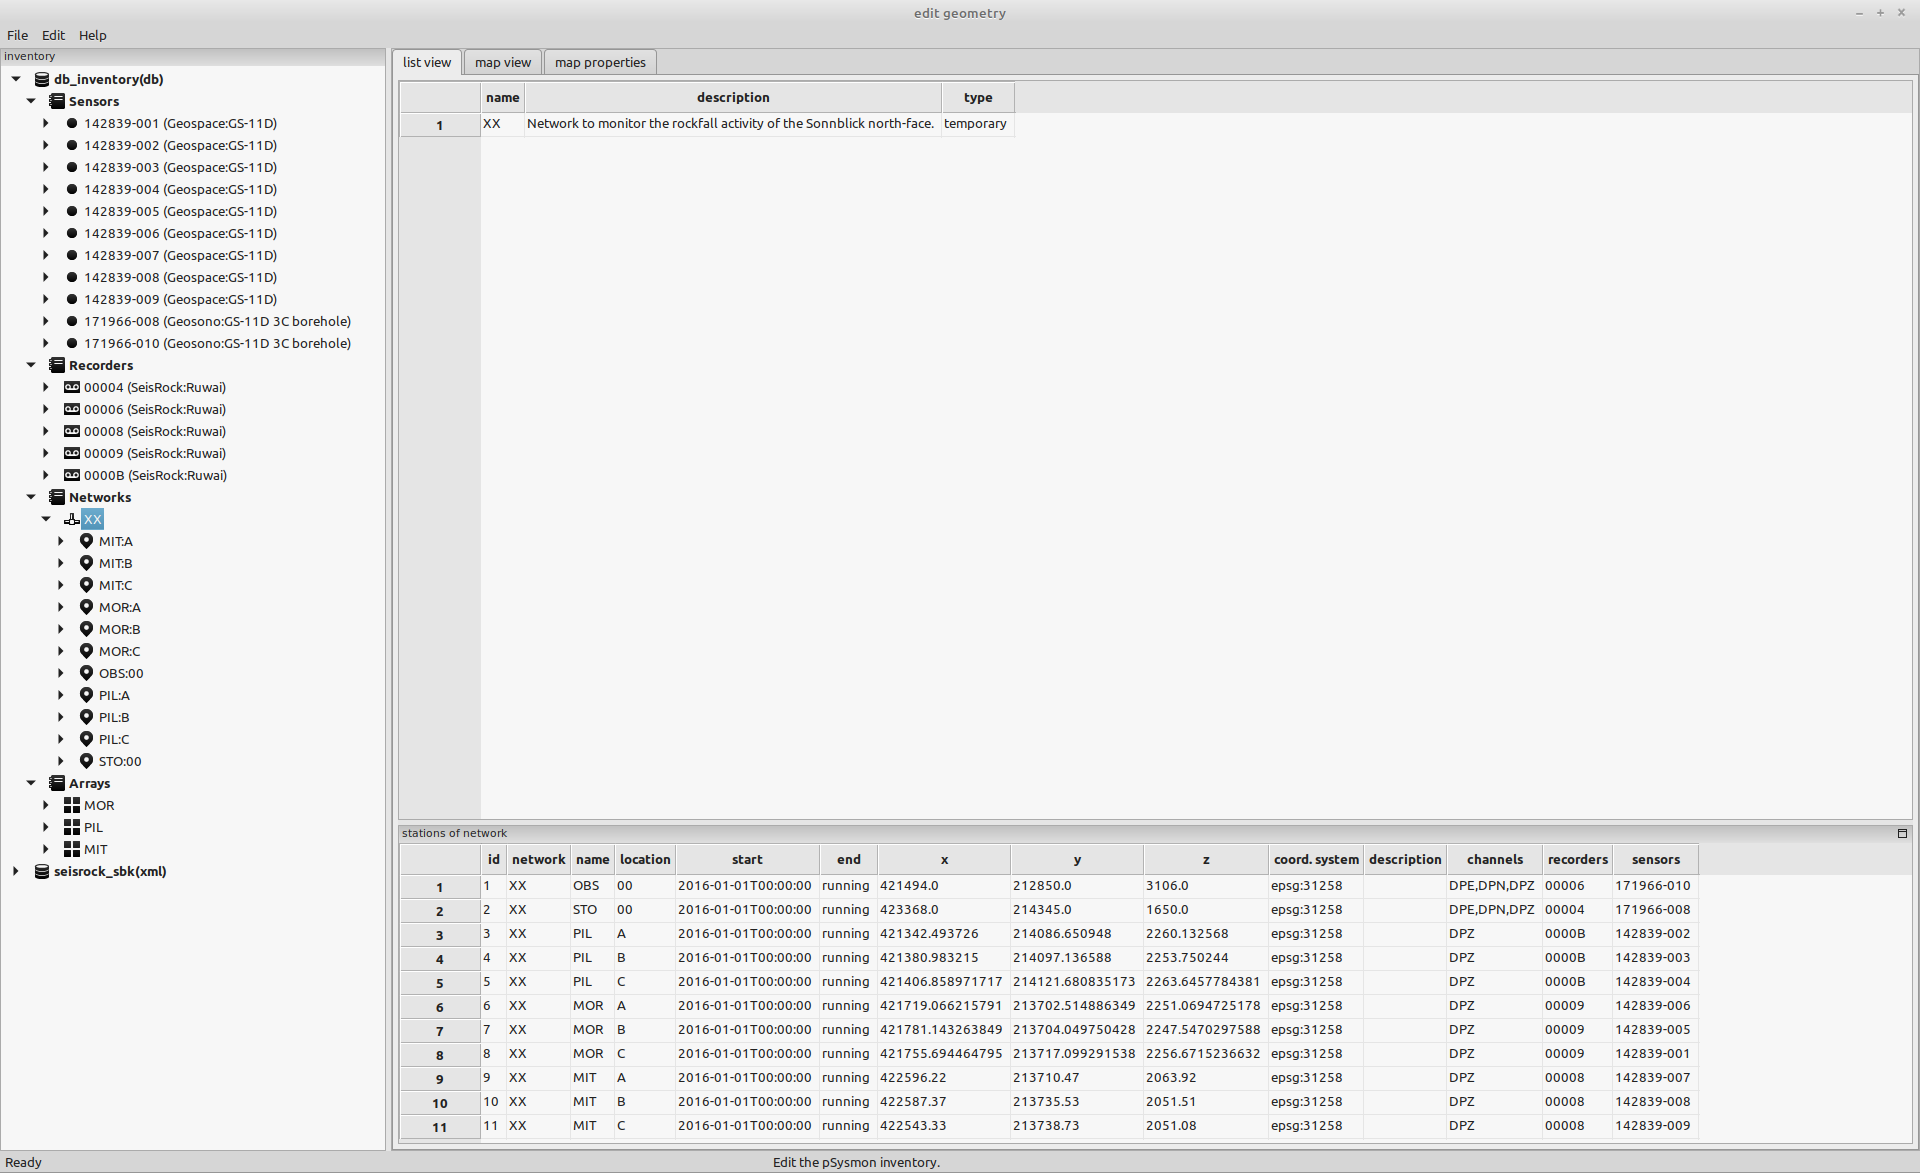 edit geometry
File Edit Help
inventory
db_inventory(db)
Sensors
142839-001 (Geospace:GS-11D)
142839-002 (Geospace:GS-11D)
142839-003 (Geospace:GS-11D)
142839-004 (Geospace:GS-11D)
142839-005 (Geospace:GS-11D)
142839-006 (Geospace:GS-11D)
142839-007 (Geospace:GS-11D)
142839-008 (Geospace:GS-11D)
142839-009 (Geospace:GS-11D)
171966-008 (Geosono:GS-11D 3C borehole)
171966-010 (Geosono:GS-11D 3C borehole)
Recorders
00004 (SeisRock:Ruwai)
00006 (SeisRock:Ruwai)
00008 (SeisRock:Ruwai)
00009 (SeisRock:Ruwai)
0000B (SeisRock:Ruwai)
Networks
XX
MIT:A
MIT:B
MIT:C
MOR:A
MOR:B
MOR:C
OBS:00
PIL:A
PIL:B
PIL:C
STO:00
Arrays
MOR
PIL
MIT
seisrock_sbk(xml)
list view map view map properties
name description type
1 XX Network to monitor the rockfall activity of the Sonnblick north-face. temporary
stations of network
id network name location start end x y z coord. system description channels recorders sensors
1 1 XX OBS 00 2016-01-01T00:00:00 running 421494.0 212850.0 3106.0 epsg:31258 DPE,DPN,DPZ 00006 171966-010
2 2 XX STO 00 2016-01-01T00:00:00 running 423368.0 214345.0 1650.0 epsg:31258 DPE,DPN,DPZ 00004 171966-008
3 3 XX PIL A 2016-01-01T00:00:00 running 421342.493726 214086.650948 2260.132568 epsg:31258 DPZ 0000B 142839-002
4 4 XX PIL B 2016-01-01T00:00:00 running 421380.983215 214097.136588 2253.750244 epsg:31258 DPZ 0000B 142839-003
5 5 XX PIL C 2016-01-01T00:00:00 running 421406.858971717 214121.680835173 2263.6457784381 epsg:31258 DPZ 0000B 142839-004
6 6 XX MOR A 2016-01-01T00:00:00 running 421719.066215791 213702.514886349 2251.0694725178 epsg:31258 DPZ 00009 142839-006
7 7 XX MOR B 2016-01-01T00:00:00 running 421781.143263849 213704.049750428 2247.5470297588 epsg:31258 DPZ 00009 142839-005
8 8 XX MOR C 2016-01-01T00:00:00 running 421755.694464795 213717.099291538 2256.6715236632 epsg:31258 DPZ 00009 142839-001
9 9 XX MIT A 2016-01-01T00:00:00 running 422596.22 213710.47 2063.92 epsg:31258 DPZ 00008 142839-007
10 10 XX MIT B 2016-01-01T00:00:00 running 422587.37 213735.53 2051.51 epsg:31258 DPZ 00008 142839-008
11 11 XX MIT C 2016-01-01T00:00:00 running 422543.33 213738.73 2051.08 epsg:31258 DPZ 00008 142839-009
Ready Edit the pSysmon inventory.